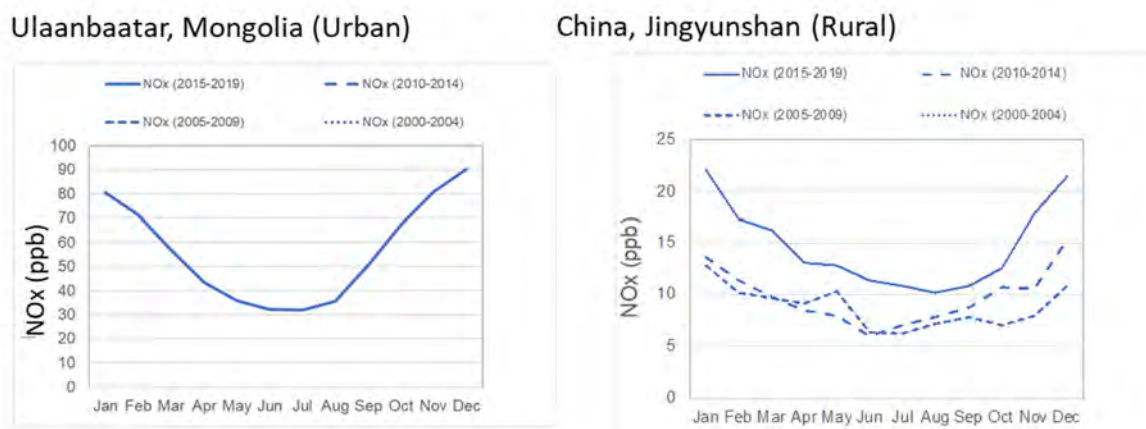 Ulaanbaatar, Mongolia (Urban)
NOx (2015-2019) NOx (2010-2014)
NOx (2005-2009) NOx (2000-2004)
NOx (ppb)
100
90
80
70
60
50
40
30
20
10
0
Jan Feb Mar Apr May Jun Jul Aug Sep Oct Nov Dec
China, Jingyunshan (Rural)
NOx (2015-2019) NOx (2010-2014)
NOx (2005-2009) NOx (2000-2004)
NOx (ppb)
25
20
15
10
5
0
Jan Feb Mar Apr May Jun Jul Aug Sep Oct Nov Dec